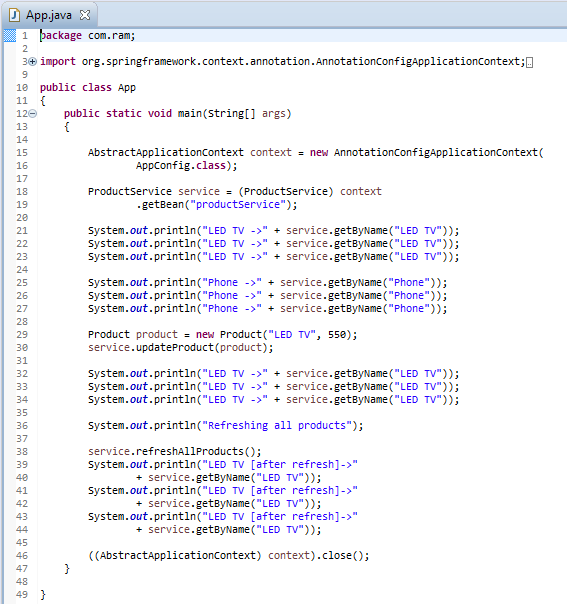 App.java
1 package com.ram;
2
3 import org.springframework.context.annotation.AnnotationConfigApplicationContext;
9
10 public class App
11 {
12     public static void main(String[] args)
13     {
14
15         AbstractApplicationContext context = new AnnotationConfigApplicationContext(
16                 AppConfig.class);
17
18         ProductService service = (ProductService) context
19                 .getBean("productService");
20
21         System.out.println("LED TV ->" + service.getByName("LED TV"));
22         System.out.println("LED TV ->" + service.getByName("LED TV"));
23         System.out.println("LED TV ->" + service.getByName("LED TV"));
24
25         System.out.println("Phone ->" + service.getByName("Phone"));
26         System.out.println("Phone ->" + service.getByName("Phone"));
27         System.out.println("Phone ->" + service.getByName("Phone"));
28
29         Product product = new Product("LED TV", 550);
30         service.updateProduct(product);
31
32         System.out.println("LED TV ->" + service.getByName("LED TV"));
33         System.out.println("LED TV ->" + service.getByName("LED TV"));
34         System.out.println("LED TV ->" + service.getByName("LED TV"));
35
36         System.out.println("Refreshing all products");
37
38         service.refreshAllProducts();
39         System.out.println("LED TV [after refresh]->"
40                 + service.getByName("LED TV"));
41         System.out.println("LED TV [after refresh]->"
42                 + service.getByName("LED TV"));
43         System.out.println("LED TV [after refresh]->"
44                 + service.getByName("LED TV"));
45
46         ((AbstractApplicationContext) context).close();
47     }
48
49 }